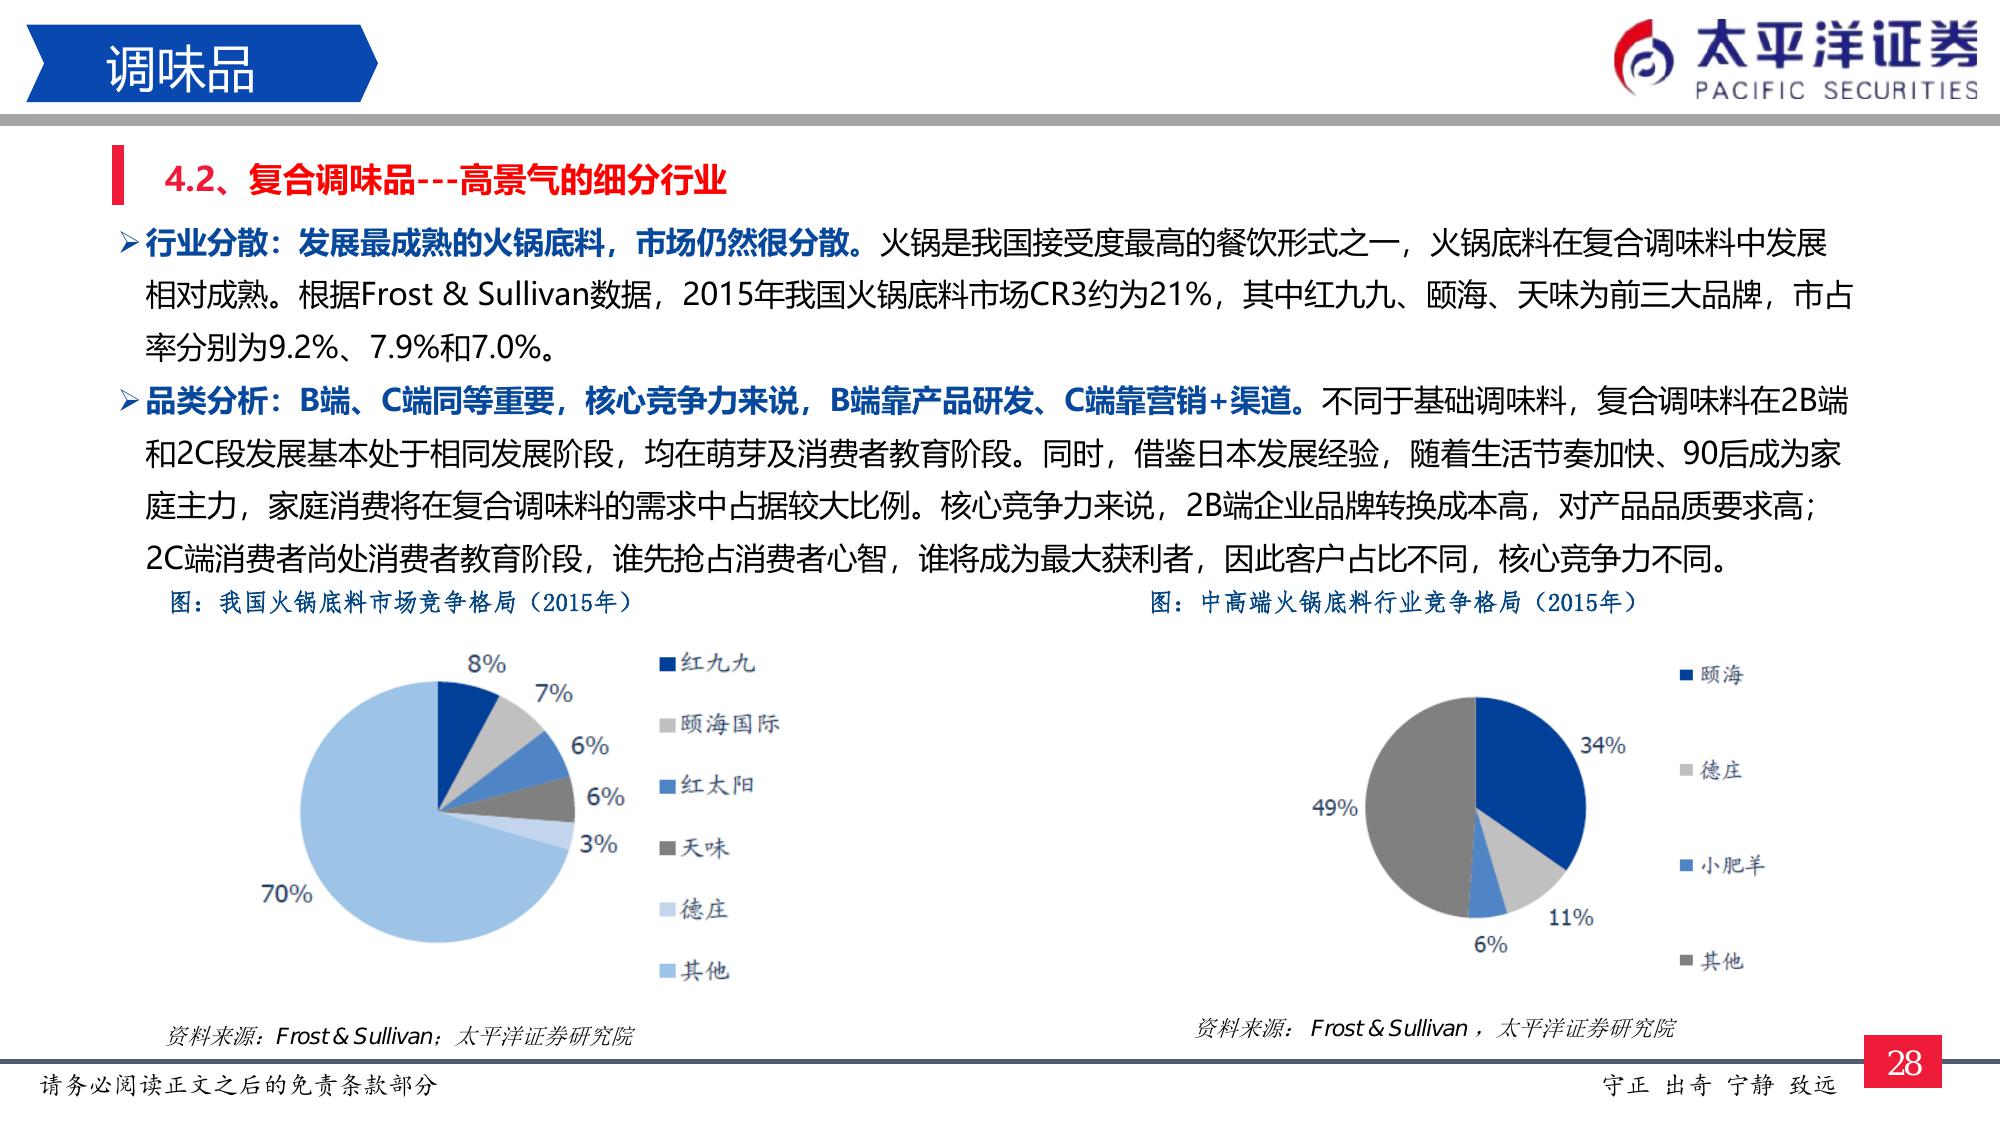 调味品
太平洋证券
PACIFIC SECURITIES
4.2、复合调味品---高景气的细分行业
行业分散：发展最成熟的火锅底料，市场仍然很分散。火锅是我国接受度最高的餐饮形式之一，火锅底料在复合调味料中发展
相对成熟。根据Frost & Sullivan数据，2015年我国火锅底料市场CR3约为21%，其中红九九、颐海、天味为前三大品牌，市占
率分别为9.2%、7.9%和7.0%。
品类分析：B端、C端同等重要，核心竞争力来说，B端靠产品研发、C端靠营销+渠道。不同于基础调味料，复合调味料在2B端
和2C段发展基本处于相同发展阶段，均在萌芽及消费者教育阶段。同时，借鉴日本发展经验，随着生活节奏加快、90后成为家
庭主力，家庭消费将在复合调味料的需求中占据较大比例。核心竞争力来说，2B端企业品牌转换成本高，对产品品质要求高；
2C端消费者尚处消费者教育阶段，谁先抢占消费者心智，谁将成为最大获利者，因此客户占比不同，核心竞争力不同。
图：我国火锅底料市场竞争格局（2015年）
8%
7%
6%
6%
3%
70%
红九九
颐海国际
红太阳
天味
德庄
其他
资料来源：Frost & Sullivan；太平洋证券研究院
图：中高端火锅底料行业竞争格局（2015年）
34%
11%
6%
49%
颐海
德庄
小肥羊
其他
资料来源： Frost & Sullivan ，太平洋证券研究院
请务必阅读正文之后的免责条款部分
守正 出奇 宁静 致远
28